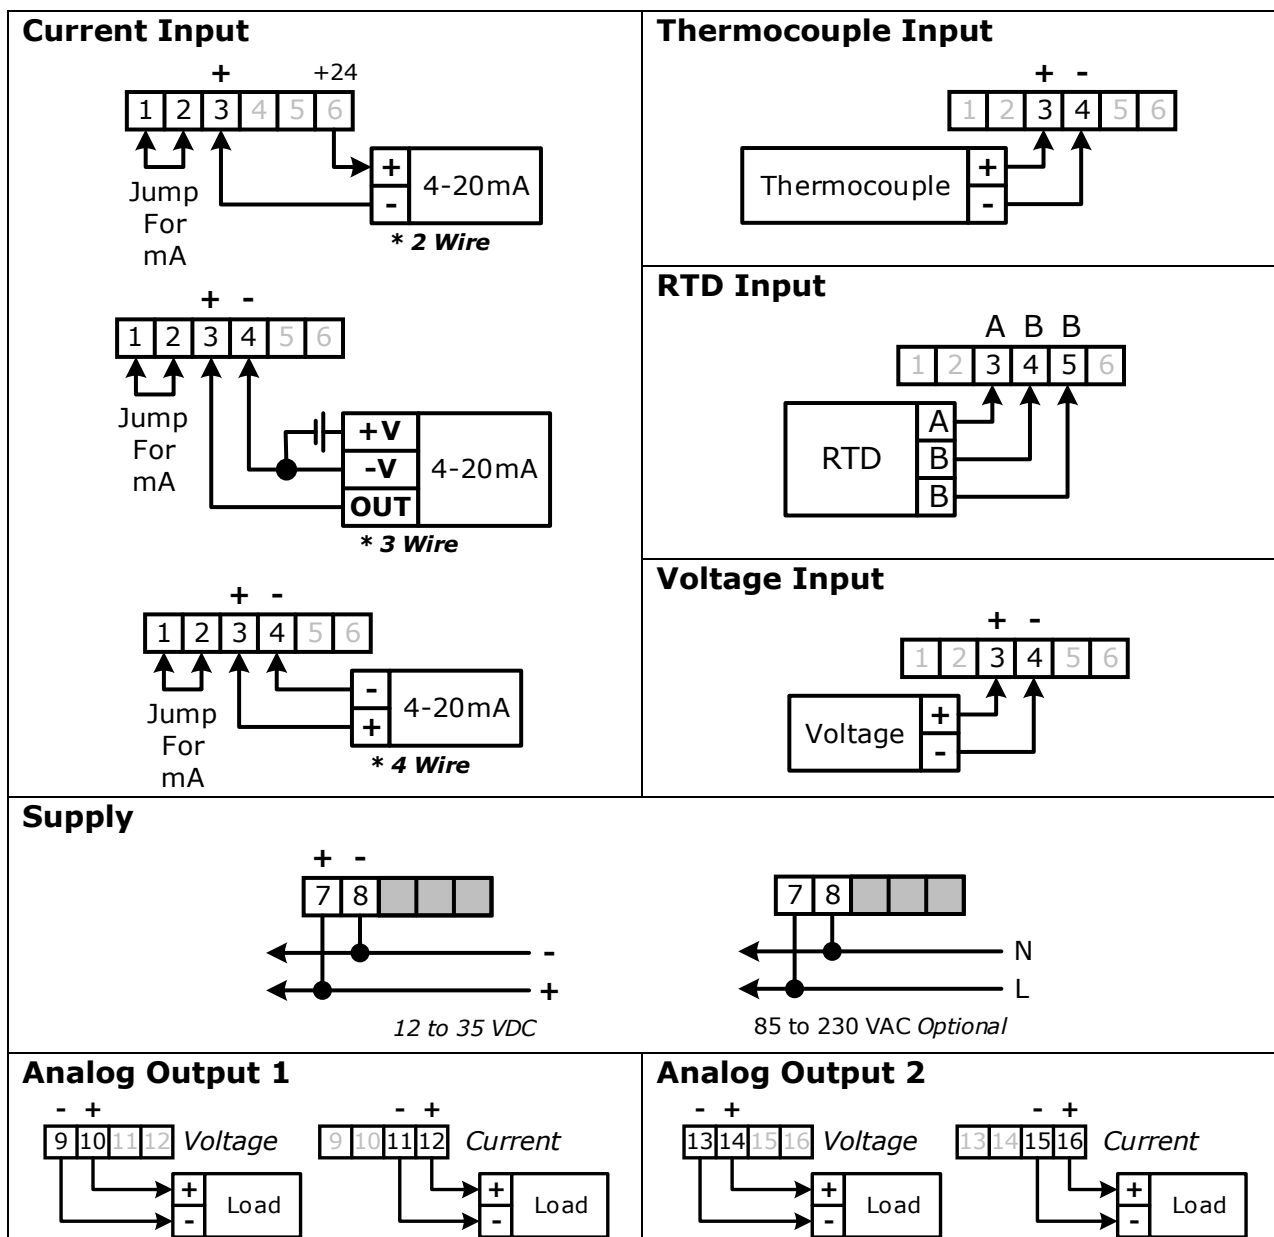 Current Input
+ +24
1 2 3 4 5 6
+
-
4-20mA
Jump
For
mA
* 2 Wire
+ -
1 2 3 4 5 6
Jump
For
mA
+V
-V
OUT
4-20mA
* 3 Wire
+ -
1 2 3 4 5 6
Jump
For
mA
-
+
4-20mA
* 4 Wire
Thermocouple Input
+ -
1 2 3 4 5 6
Thermocouple
+
-
RTD Input
A B B
1 2 3 4 5 6
RTD
A
B
B
Voltage Input
+ -
1 2 3 4 5 6
Voltage
+
-
Supply
+ -
7 8
-
+
12 to 35 VDC
7 8
N
L
85 to 230 VAC Optional
Analog Output 1
- +
9 10 11 12 Voltage
+
-
Load
- +
9 10 11 12 Current
+
-
Load
Analog Output 2
- +
13 14 15 16 Voltage
+
-
Load
- +
13 14 15 16 Current
+
-
Load